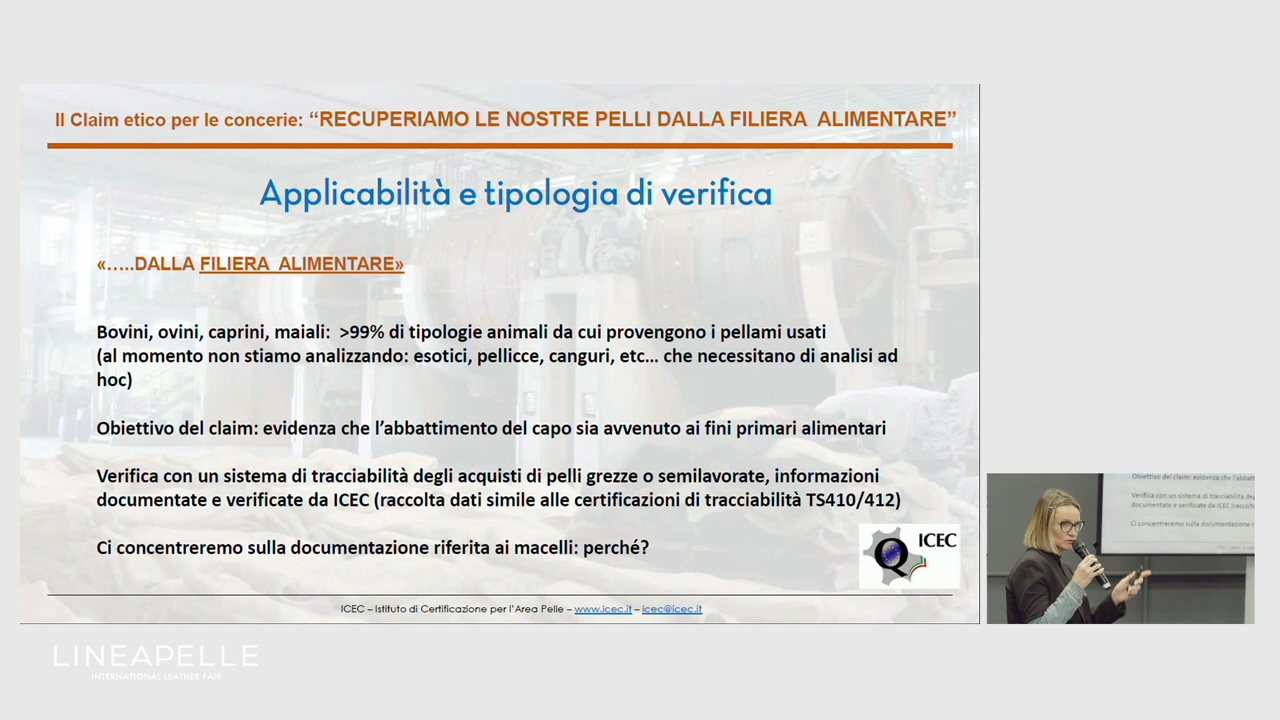 Il Claim etico per le concerie: “RECUPERIAMO LE NOSTRE PELLI DALLA FILIERA ALIMENTARE”
Applicabilità e tipologia di verifica
«…..DALLA FILIERA ALIMENTARE»
Bovini, ovini, caprini, maiali: >99% di tipologie animali da cui provengono i pellami usati
(al momento non stiamo analizzando: esotici, pellicce, canguri, etc… che necessitano di analisi ad
hoc)
Obiettivo del claim: evidenza che l’abbattimento del capo sia avvenuto ai fini primari alimentari
Verifica con un sistema di tracciabilità degli acquisti di pelli grezze o semilavorate, informazioni
documentate e verificate da ICEC (raccolta dati simile alle certificazioni di tracciabilità TS410/412)
Ci concentreremo sulla documentazione riferita ai macelli: perché?
Q ICEC
ICEC – Istituto di Certificazione per l’Area Pelle – www.icec.it – icec@icec.it
Obiettivo del claim: evidenza che l’abbatt
Verifica con un sistema di tracciabilità deg
documentate e verificate da ICEC (raccolta
Ci concentreremo sulla documentazione r
LINEAPELLE
INTERNATIONAL LEATHER FAIR